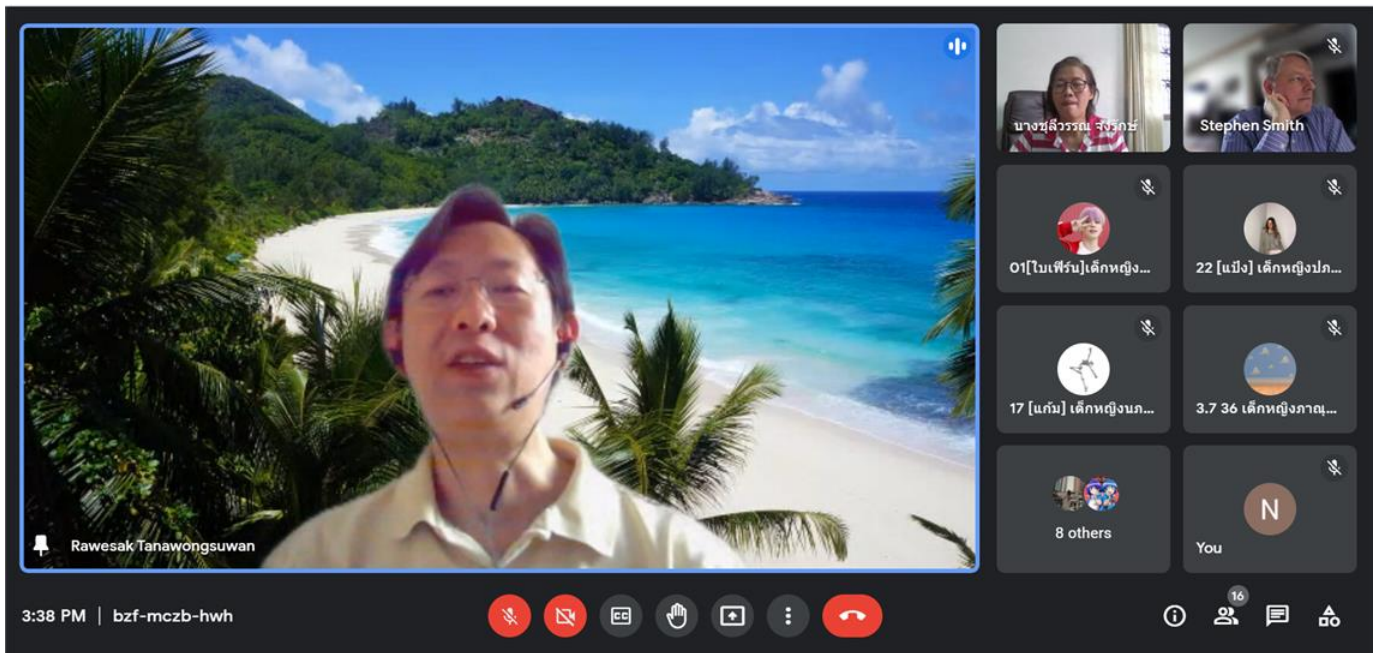 นางชุลีวรรณ จงรักษ์
Stephen Smith
01[ใบเฟิร์น]เด็กหญิง...
22 [แป้ง] เด็กหญิงปภ...
17 [แก้ม] เด็กหญิงนภ...
3.7 36 เด็กหญิงภาณุ...
8 others
N
You
Rawesak Tanawongsuwan
3:38 PM | bzf-mczb-hwh
CC
16